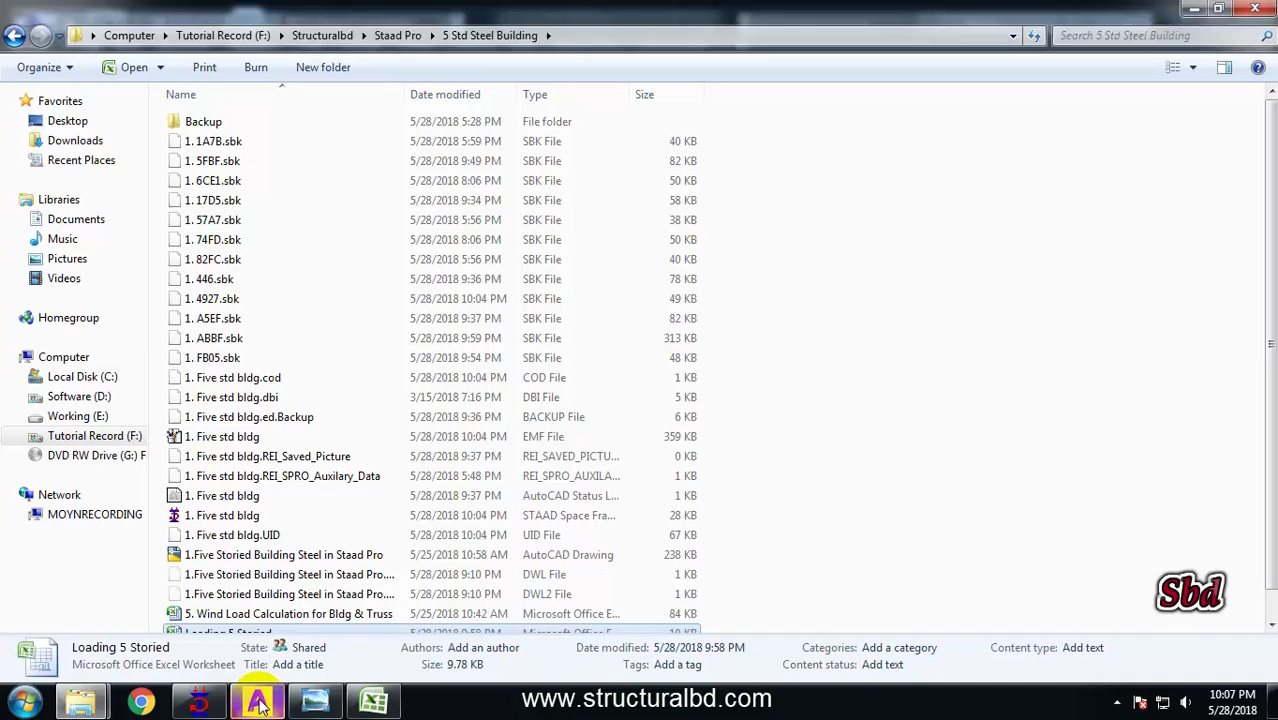 Computer Tutorial Record (F:) Structuralbd Staad Pro 5 Std Steel Building Search 5 Std Steel Building
Organize Open Print Burn New folder
Name Date modified Type Size
Favorites
Desktop
Downloads
Recent Places
Libraries
Documents
Music
Pictures
Videos
Homegroup
Computer
Local Disk (C:)
Software (D:)
Working (E:)
Tutorial Record (F:)
DVD RW Drive (G:) F
Network
MOYNRECORDING
Backup 5/28/2018 5:28 PM File folder
1. 1A7B.sbk 5/28/2018 5:59 PM SBK File 40 KB
1. 5FBF.sbk 5/28/2018 9:49 PM SBK File 82 KB
1. 6CE1.sbk 5/28/2018 8:06 PM SBK File 50 KB
1. 17D5.sbk 5/28/2018 9:34 PM SBK File 58 KB
1. 57A7.sbk 5/28/2018 5:56 PM SBK File 38 KB
1. 74FD.sbk 5/28/2018 8:06 PM SBK File 50 KB
1. 82FC.sbk 5/28/2018 5:56 PM SBK File 40 KB
1. 446.sbk 5/28/2018 9:36 PM SBK File 78 KB
1. 4927.sbk 5/28/2018 10:04 PM SBK File 49 KB
1. A5EF.sbk 5/28/2018 9:37 PM SBK File 82 KB
1. ABBF.sbk 5/28/2018 9:59 PM SBK File 313 KB
1. FB05.sbk 5/28/2018 9:54 PM SBK File 48 KB
1. Five std bldg.cod 5/28/2018 10:04 PM COD File 1 KB
1. Five std bldg.dbi 3/15/2018 7:16 PM DBI File 5 KB
1. Five std bldg.ed.Backup 5/28/2018 9:36 PM BACKUP File 6 KB
1. Five std bldg 5/28/2018 10:04 PM EMF File 359 KB
1. Five std bldg.REI_Saved_Picture 5/28/2018 9:37 PM REI_SAVED_PICTU... 0 KB
1. Five std bldg.REI_SPRO_Auxilary_Data 5/28/2018 5:48 PM REI_SPRO_AUXILA... 1 KB
1. Five std bldg 5/28/2018 9:37 PM AutoCAD Status L... 1 KB
1. Five std bldg 5/28/2018 10:04 PM STAAD Space Fra... 28 KB
1. Five std bldg.UID 5/28/2018 10:04 PM UID File 67 KB
1.Five Storied Building Steel in Staad Pro 5/25/2018 10:58 AM AutoCAD Drawing 238 KB
1.Five Storied Building Steel in Staad Pro.... 5/28/2018 9:10 PM DWL File 1 KB
1.Five Storied Building Steel in Staad Pro.... 5/28/2018 9:10 PM DWL2 File 1 KB
5. Wind Load Calculation for Bldg & Truss 5/25/2018 10:42 AM Microsoft Office E... 84 KB
Loading 5 Storied 5/28/2018 9:58 PM Microsoft Office E... 10 KB
Sbd
Loading 5 Storied State: Shared Authors: Add an author Date modified: 5/28/2018 9:58 PM Categories: Add a category Content type: Add text
Microsoft Office Excel Worksheet Title: Add a title Size: 9.78 KB Tags: Add a tag Content status: Add text
www.structuralbd.com
10:07 PM
5/28/2018